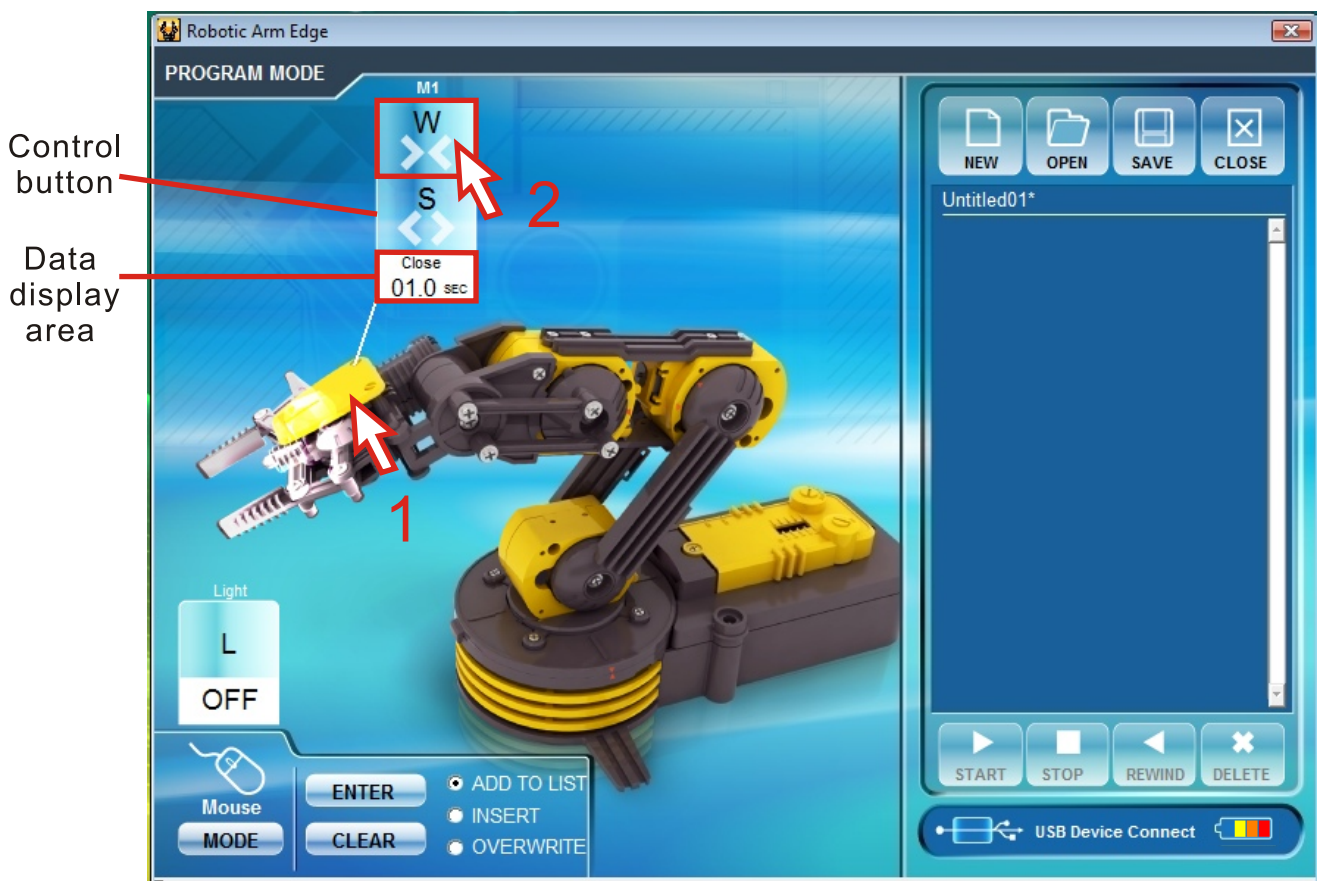 Robotic Arm Edge
PROGRAM MODE
M1
W
S
Close
01.0 SEC
Control
button
Data
display
area
2
1
Light
L
OFF
Mouse
MODE
ENTER
CLEAR
ADD TO LIST
INSERT
OVERWRITE
NEW
OPEN
SAVE
CLOSE
Untitled01*
START
STOP
REWIND
DELETE
USB Device Connect